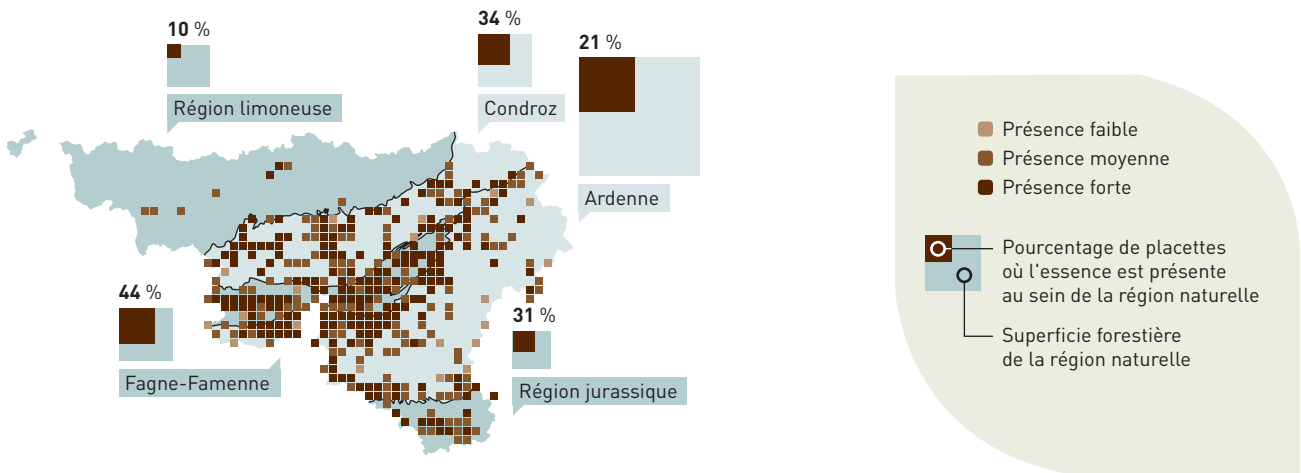 10 %
Région limoneuse
34 %
Condroz
21 %
Ardenne
44 %
Fagne-Famenne
31 %
Région jurassique
Présence faible
Présence moyenne
Présence forte
Pourcentage de placettes
où l'essence est présente
au sein de la région naturelle
Superficie forestière
de la région naturelle